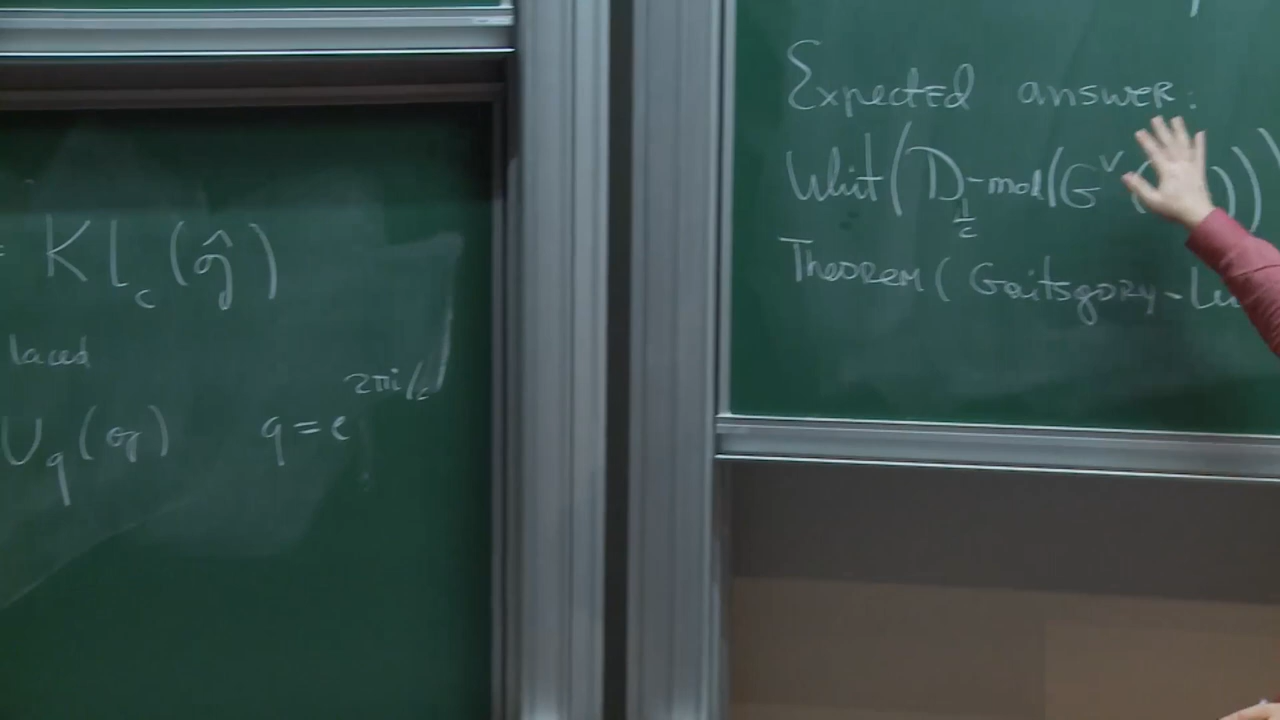 = KL_c (ĝ)
laced
U_q (g) q = e^{2πi/c}
Expected answer:
Whit(D_{1/c}-mod(G^∨( ))
Theorem (Gaitsgory-Lu